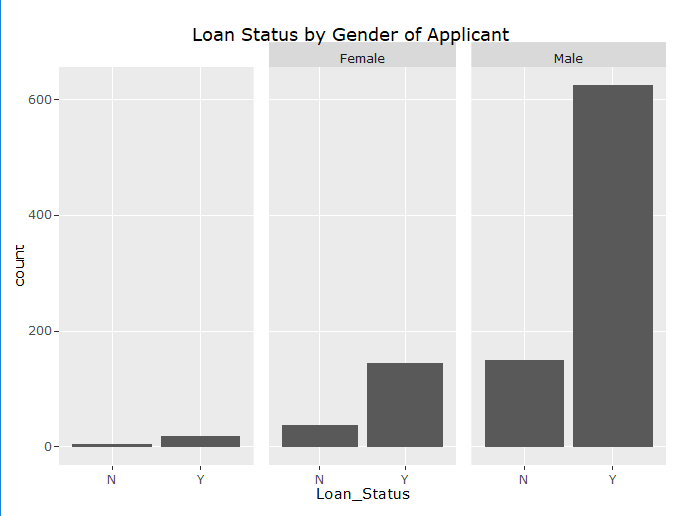 Loan Status by Gender of Applicant
Female
Male
600
400
200
0
count
N
Y
N
Y
N
Y
Loan_Status